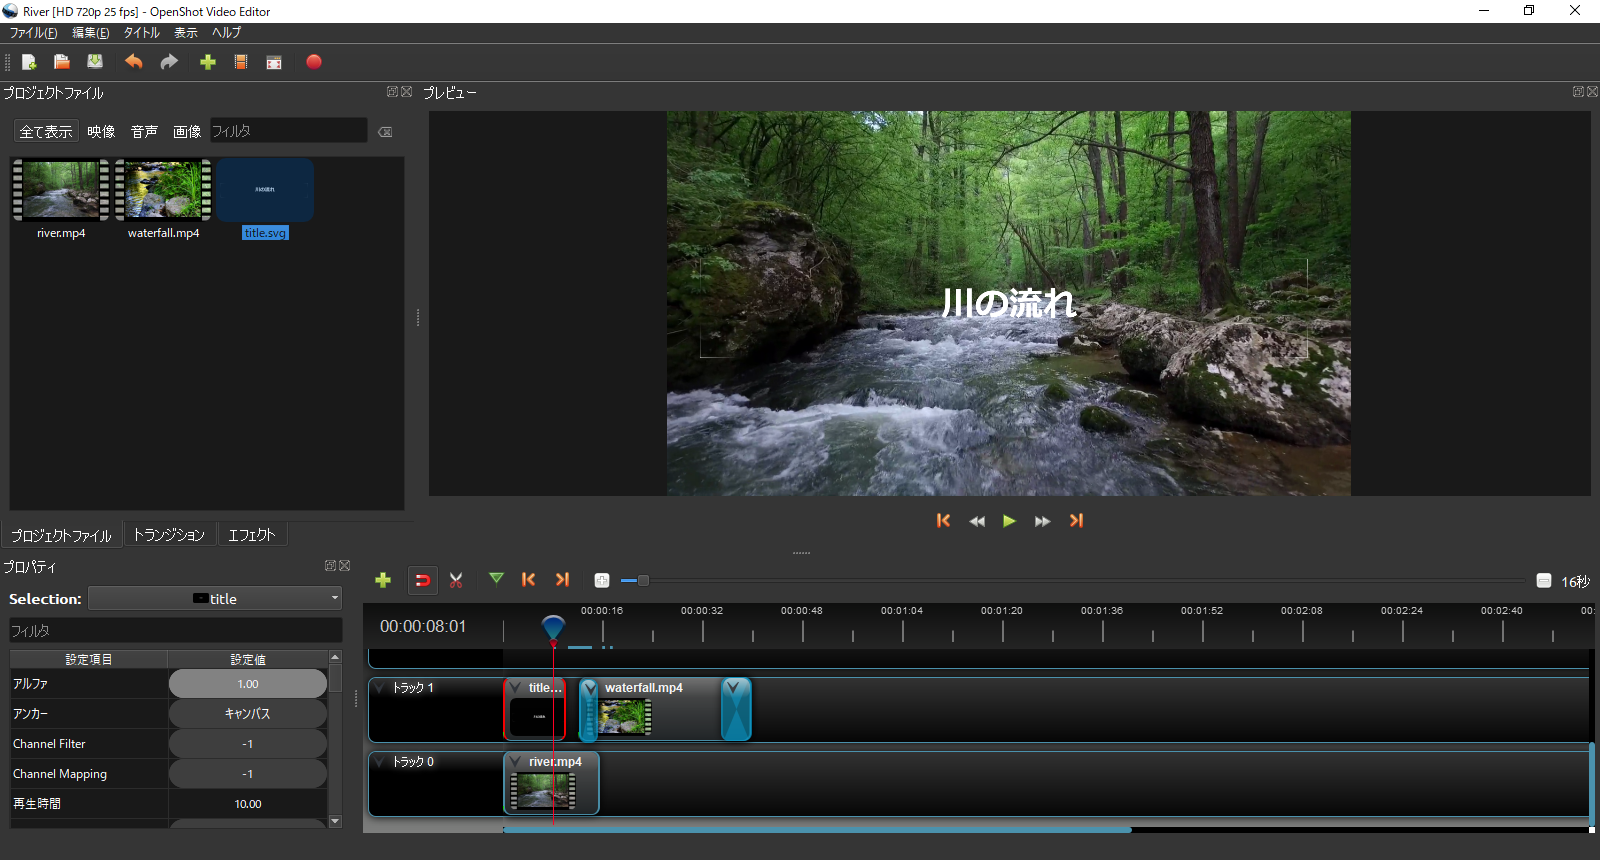 River [HD 720p 25 fps] - OpenShot Video Editor
ファイル(F) 編集(E) タイトル 表示 ヘルプ
プロジェクトファイル
プレビュー
全て表示 映像 音声 画像 フィルタ
川の流れ
river.mp4 waterfall.mp4 title.svg
川の流れ
プロジェクトファイル トランジション エフェクト
プロパティ
Selection: title
フィルタ
設定項目 設定値
アルファ 1.00
アンカー キャンバス
Channel Filter -1
Channel Mapping -1
再生時間 10.00
16秒
00:00:08:01
00:00:16 00:00:32 00:00:48 00:01:04 00:01:20 00:01:36 00:01:52 00:02:08 00:02:24 00:02:40 00:
トラック 1 title... waterfall.mp4
トラック 0 river.mp4